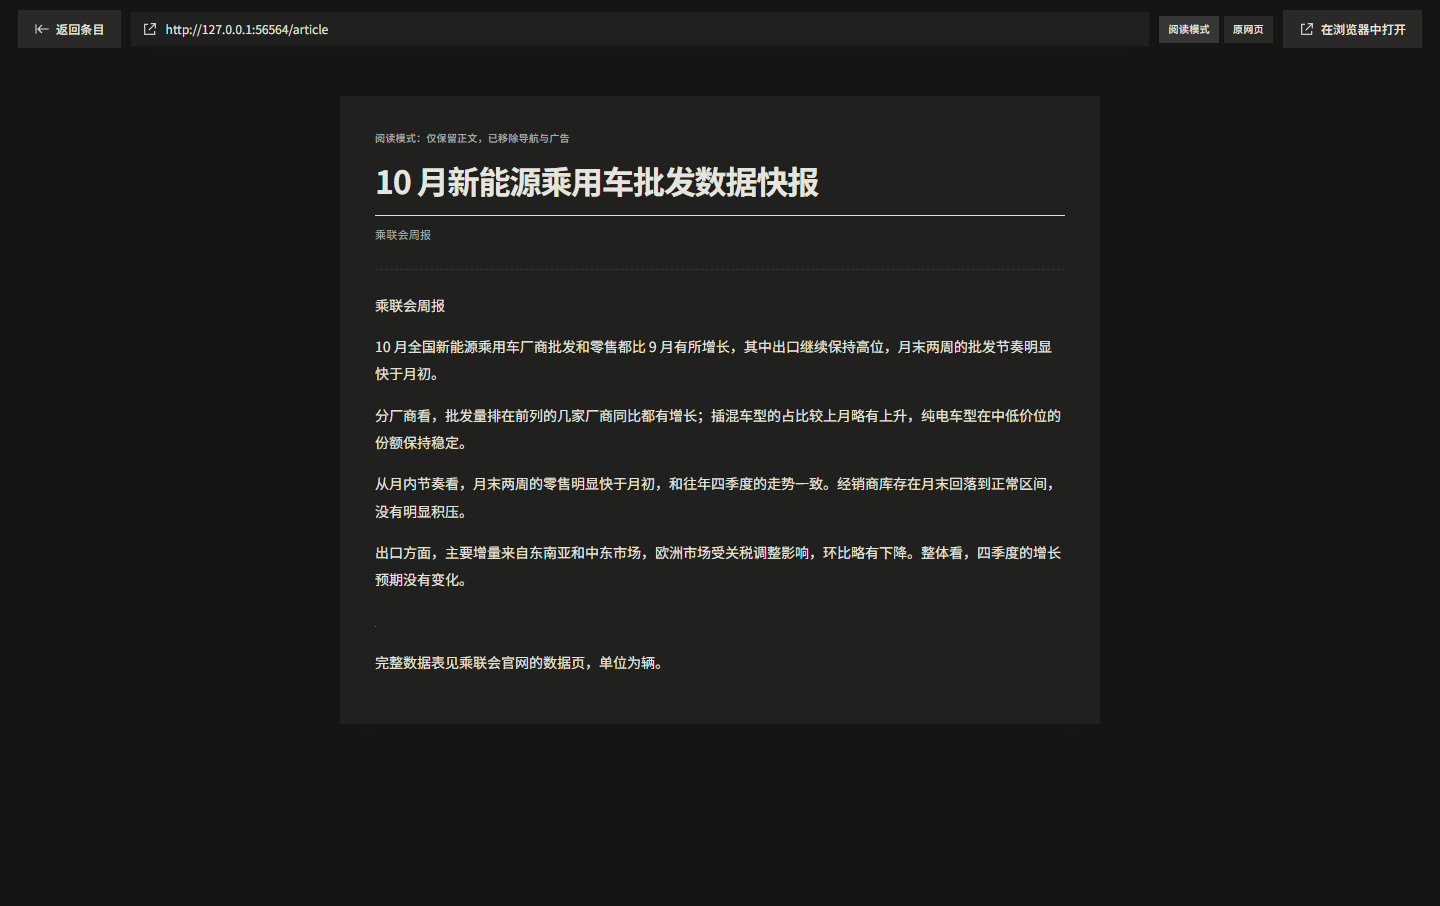 返回条目
http://127.0.0.1:56564/article
阅读模式
原网页
在浏览器中打开
阅读模式：仅保留正文，已移除导航与广告
10 月新能源乘用车批发数据快报
乘联会周报
乘联会周报
10 月全国新能源乘用车厂商批发和零售都比 9 月有所增长，其中出口继续保持高位，月末两周的批发节奏明显
快于月初。
分厂商看，批发量排在前列的几家厂商同比都有增长；插混车型的占比较上月略有上升，纯电车型在中低价位的
份额保持稳定。
从月内节奏看，月末两周的零售明显快于月初，和往年四季度的走势一致。经销商库存在月末回落到正常区间，
没有明显积压。
出口方面，主要增量来自东南亚和中东市场，欧洲市场受关税调整影响，环比略有下降。整体看，四季度的增长
预期没有变化。
完整数据表见乘联会官网的数据页，单位为辆。